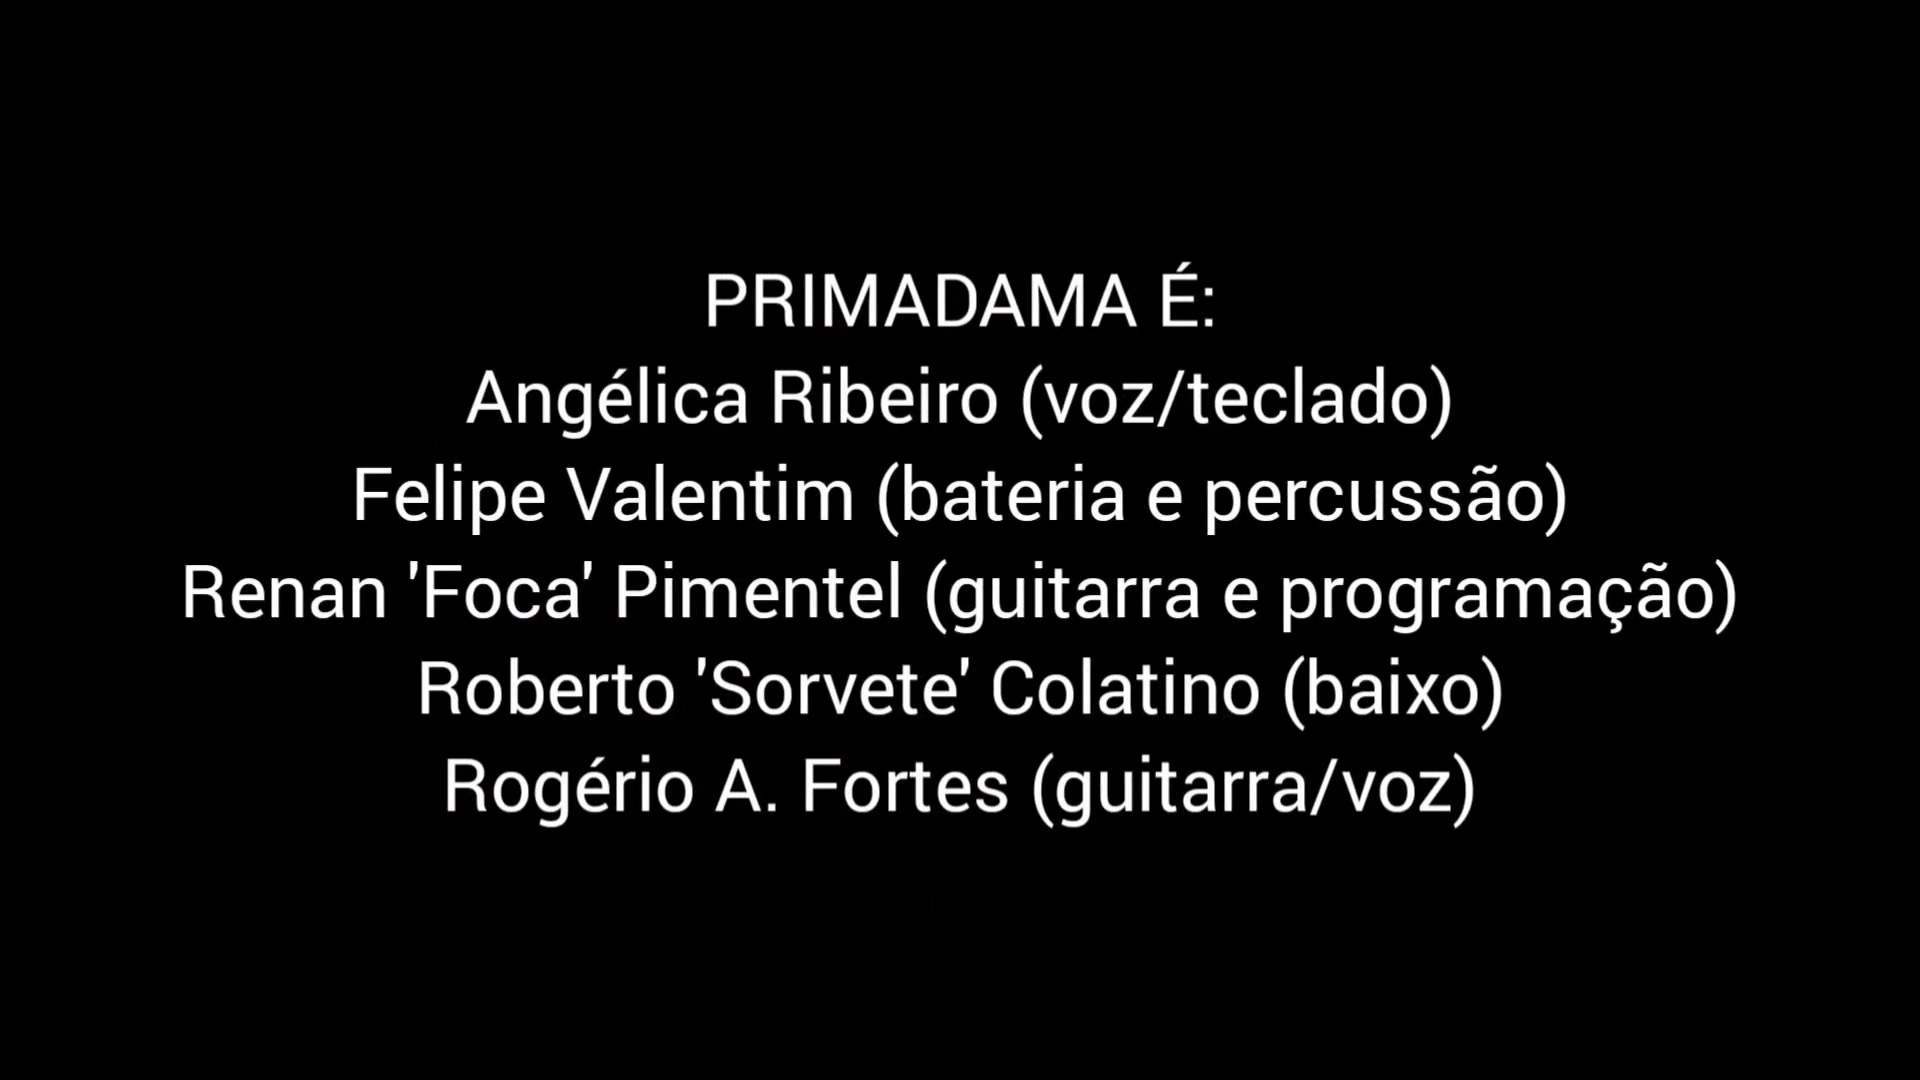 PRIMADAMA É:
Angélica Ribeiro (voz/teclado)
Felipe Valentim (bateria e percussão)
Renan 'Foca' Pimentel (guitarra e programação)
Roberto 'Sorvete' Colatino (baixo)
Rogério A. Fortes (guitarra/voz)